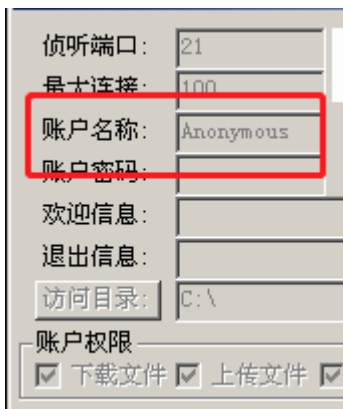 侦听端口: 21
最大连接: 100
账户名称: Anonymous
账户密码:
欢迎信息:
退出信息:
访问目录: C:\
账户权限
下载文件 上传文件